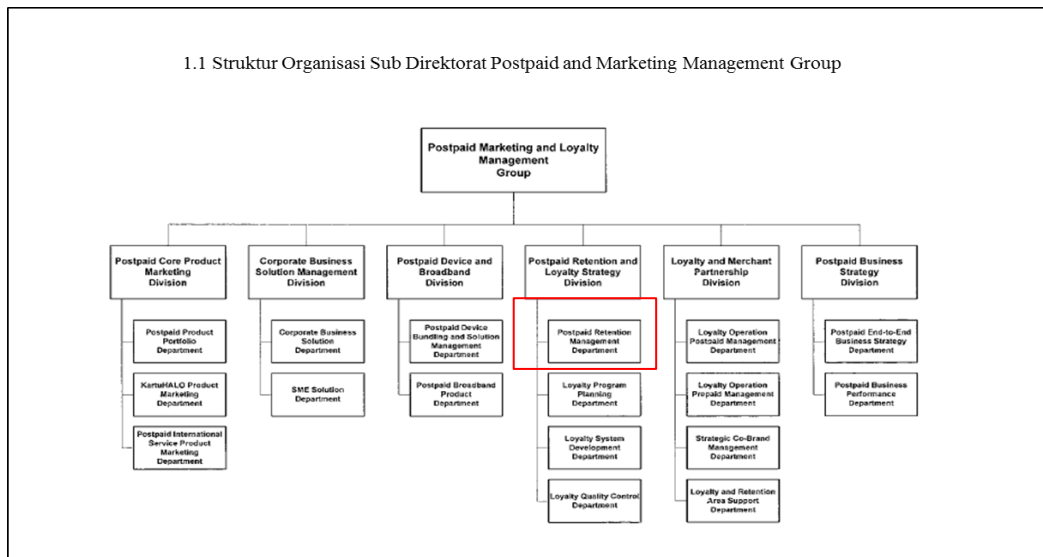 1.1 Struktur Organisasi Sub Direktorat Postpaid and Marketing Management Group
Postpaid Marketing and Loyalty
Management
Group
Postpaid Core Product
Marketing
Division
Corporate Business
Solution Management
Division
Postpaid Device and
Broadband
Division
Postpaid Retention and
Loyalty Strategy
Division
Loyalty and Merchant
Partnership
Division
Postpaid Business
Strategy
Division
Postpaid Product
Portfolio
Department
KartuHALO Product
Marketing
Department
Postpaid International
Service Product
Marketing
Department
Corporate Business
Solution
Department
SME Solution
Department
Postpaid Device
Bundling and Solution
Management
Department
Postpaid Broadband
Product
Department
Postpaid Retention
Management
Department
Loyalty Program
Planning
Department
Loyalty System
Development
Department
Loyalty Quality Control
Department
Loyalty Operation
Postpaid Management
Department
Loyalty Operation
Prepaid Management
Department
Strategic Co-Brand
Management
Department
Loyalty and Retention
Area Support
Department
Postpaid End-to-End
Business Strategy
Department
Postpaid Business
Performance
Department